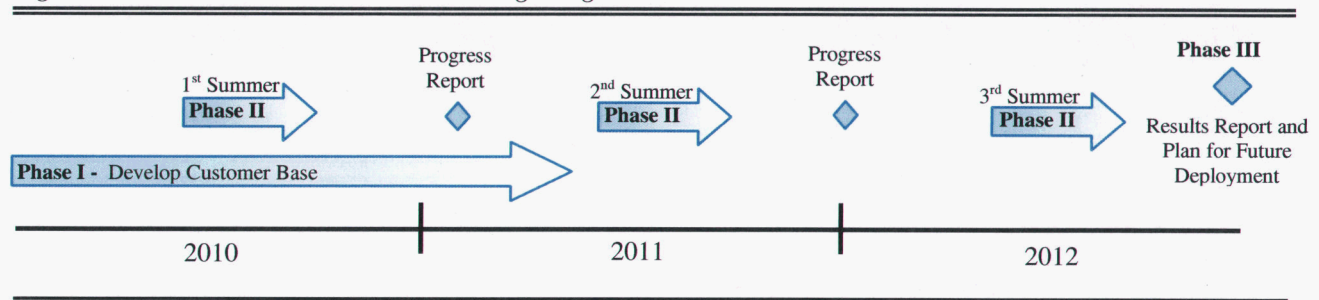 1st Summer
Phase II
Progress
Report
2nd Summer
Phase II
Progress
Report
3rd Summer
Phase II
Phase III
Results Report and
Plan for Future
Deployment
Phase I - Develop Customer Base
2010
2011
2012